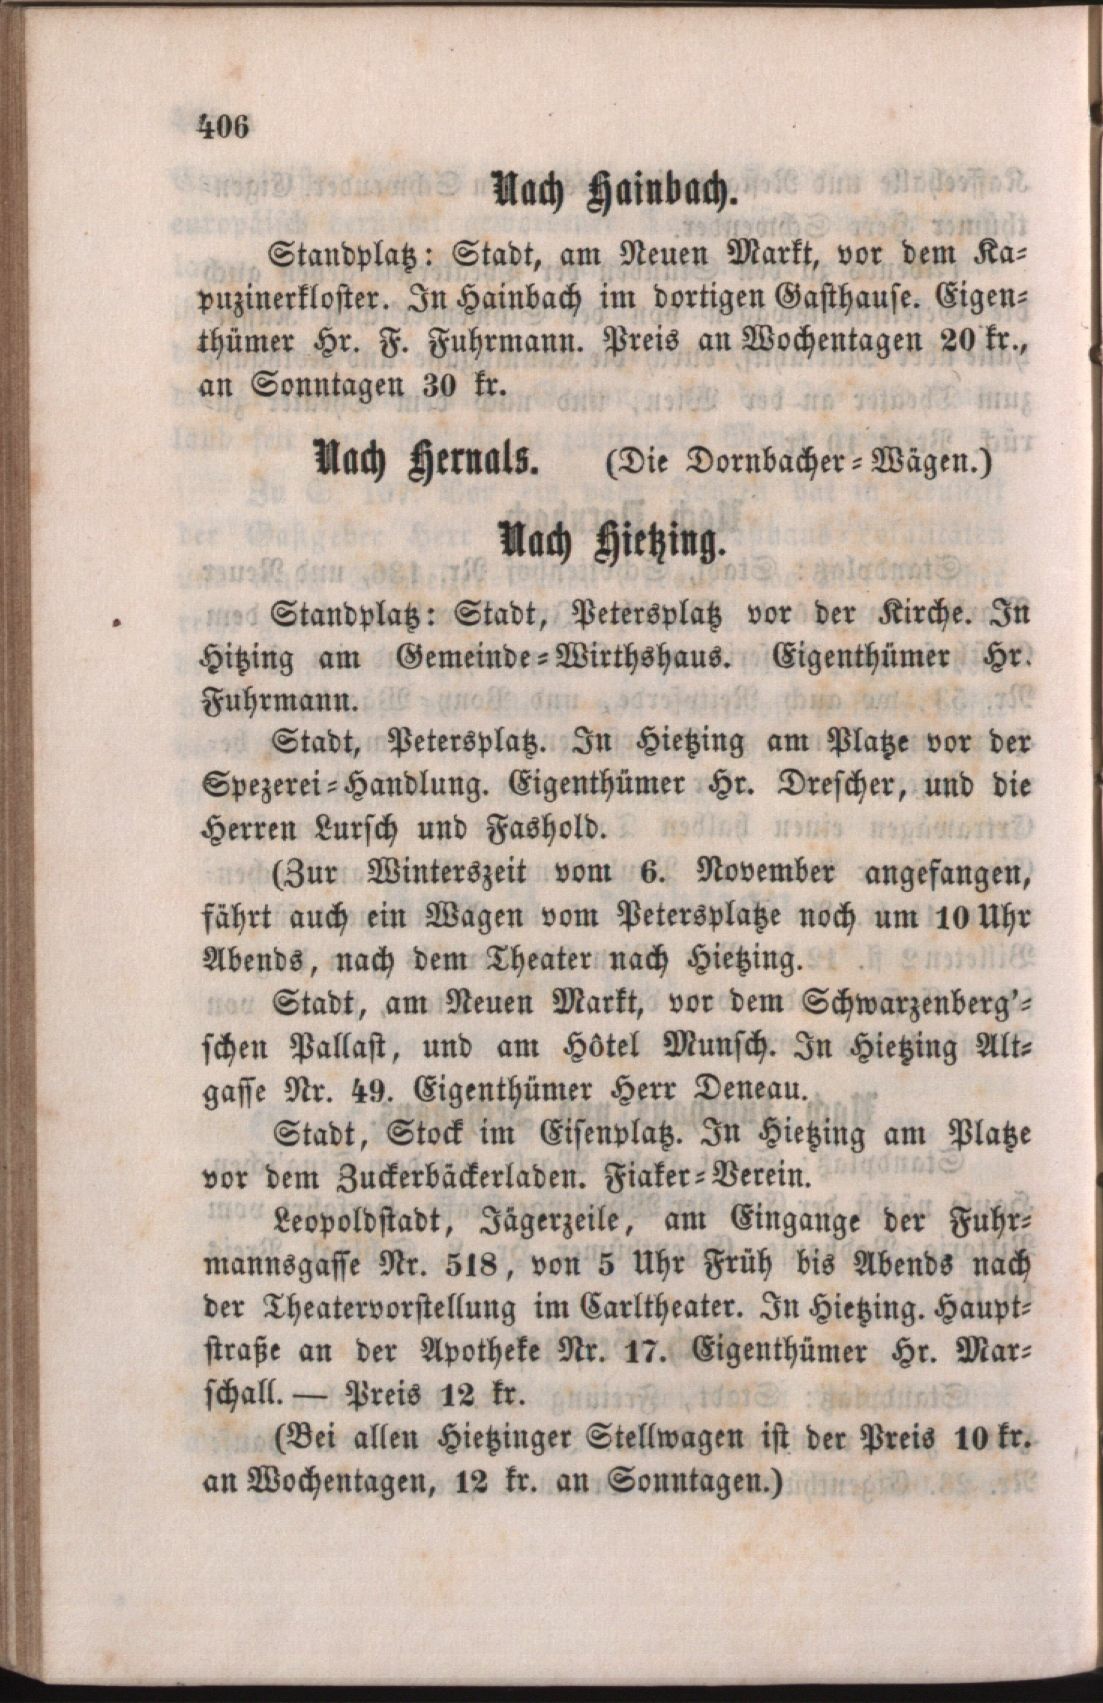 406
Nach Hainbach.
Standplatz: Stadt, am Neuen Markt, vor dem Ka-
puzinerkloster. In Hainbach im dortigen Gasthause. Eigen-
thümer Hr. F. Fuhrmann. Preis an Wochentagen 20 kr.,
an Sonntagen 30 kr.
Nach Hernals. (Die Dornbacher-Wägen.)
Nach Hietzing.
Standplatz: Stadt, Petersplatz vor der Kirche. In
Hitzing am Gemeinde-Wirthshaus. Eigenthümer Hr.
Fuhrmann.
Stadt, Petersplatz. In Hietzing am Platze vor der
Spezerei-Handlung. Eigenthümer Hr. Drescher, und die
Herren Lursch und Fashold.
(Zur Winterszeit vom 6. November angefangen,
fährt auch ein Wagen vom Petersplatze noch um 10 Uhr
Abends, nach dem Theater nach Hietzing.
Stadt, am Neuen Markt, vor dem Schwarzenberg'-
schen Pallast, und am Hôtel Munsch. In Hietzing Alt-
gasse Nr. 49. Eigenthümer Herr Deneau.
Stadt, Stock im Eisenplatz. In Hietzing am Platze
vor dem Zuckerbäckerladen. Fiaker-Verein.
Leopoldstadt, Jägerzeile, am Eingange der Fuhr-
mannsgasse Nr. 518, von 5 Uhr Früh bis Abends nach
der Theatervorstellung im Carltheater. In Hietzing. Haupt-
straße an der Apotheke Nr. 17. Eigenthümer Hr. Mar-
schall. — Preis 12 kr.
(Bei allen Hietzinger Stellwagen ist der Preis 10 kr.
an Wochentagen, 12 kr. an Sonntagen.)